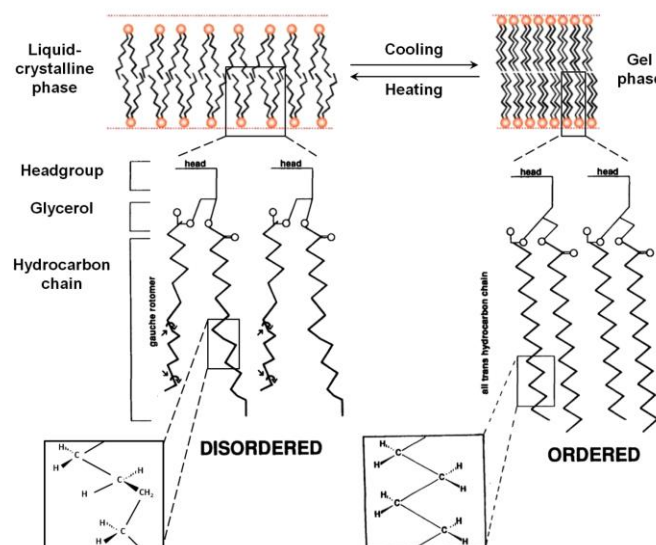 Liquid-
crystalline
phase
Cooling
Heating
Gel
phase
Headgroup
Glycerol
Hydrocarbon
chain
head
head
head
head
gauche rotomer
all trans hydrocarbon chain
DISORDERED
ORDERED
H
C
H
H
C
H
CH2
H
C
H
H
C
H
H
C
H
H
C
H
H
C
H